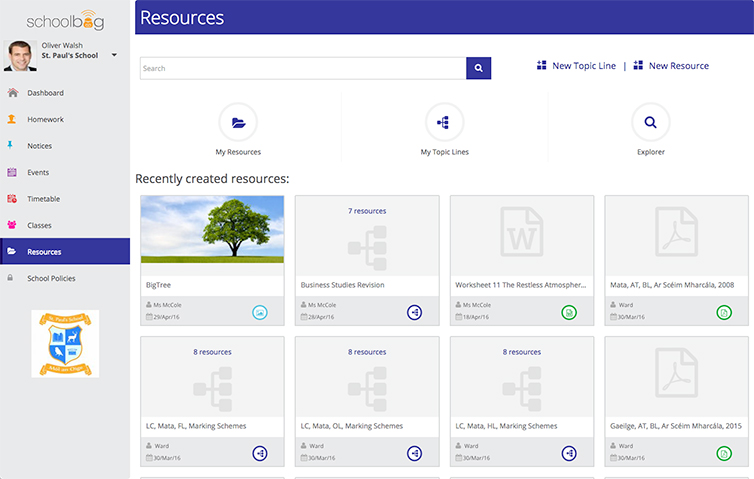 schoolbag
Oliver Walsh
St. Paul's School
Dashboard
Homework
Notices
Events
Timetable
Classes
Resources
School Policies
St. Paul's School
Mol an Óige
Resources
Search
New Topic Line | New Resource
My Resources
My Topic Lines
Explorer
Recently created resources:
BigTree
Ms McCole
29/Apr/16
7 resources
Business Studies Revision
Ms McCole
28/Apr/16
W
Worksheet 11 The Restless Atmospher...
Ms McCole
18/Apr/16
Mata, AT, BL, Ar Scéim Mharcála, 2008
Ward
30/Mar/16
8 resources
LC, Mata, FL, Marking Schemes
Ward
30/Mar/16
8 resources
LC, Mata, OL, Marking Schemes
Ward
30/Mar/16
8 resources
LC, Mata, HL, Marking Schemes
Ward
30/Mar/16
Gaeilge, AT, BL, Ar Scéim Mharcála, 2015
Ward
30/Mar/16